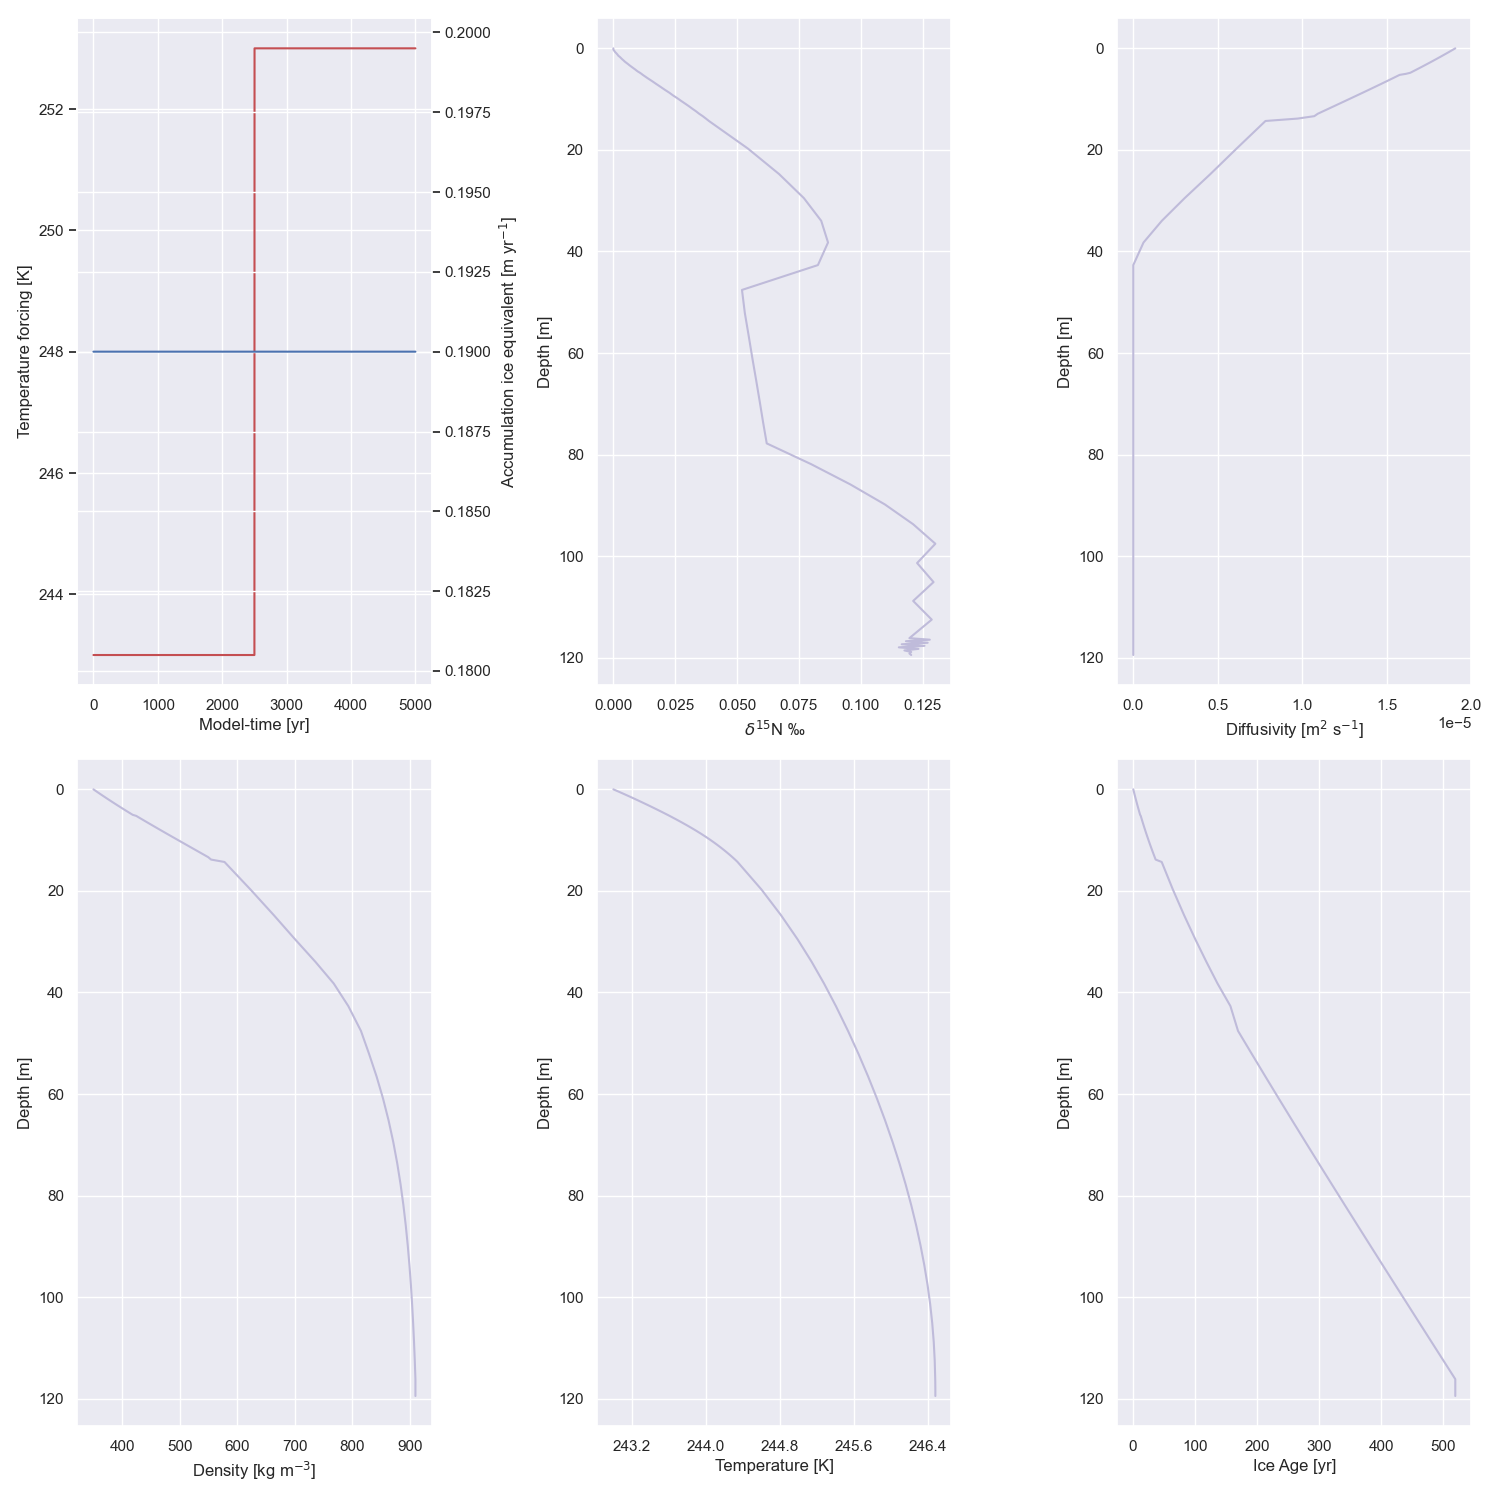 Temperature forcing [K]
252
250
248
246
244
0.2000
0.1975
0.1950
0.1925
0.1900
0.1875
0.1850
0.1825
0.1800
Accumulation ice equivalent [m yr⁻¹]
0 1000 2000 3000 4000 5000
Model-time [yr]
Depth [m]
0
20
40
60
80
100
120
0.000 0.025 0.050 0.075 0.100 0.125
δ¹⁵N ‰
Depth [m]
0
20
40
60
80
100
120
0.0 0.5 1.0 1.5 2.0
1e−5
Diffusivity [m² s⁻¹]
Depth [m]
0
20
40
60
80
100
120
400 500 600 700 800 900
Density [kg m⁻³]
Depth [m]
0
20
40
60
80
100
120
243.2 244.0 244.8 245.6 246.4
Temperature [K]
Depth [m]
0
20
40
60
80
100
120
0 100 200 300 400 500
Ice Age [yr]